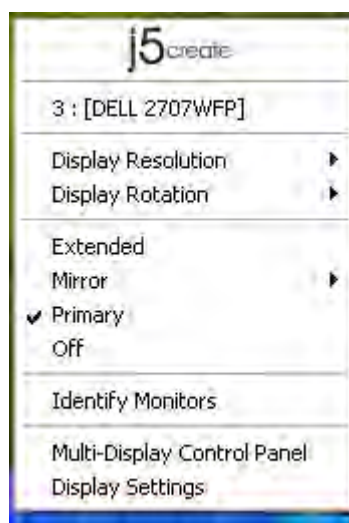 j5create
3 : [DELL 2707WFP]
Display Resolution
Display Rotation
Extended
Mirror
Primary
Off
Identify Monitors
Multi-Display Control Panel
Display Settings